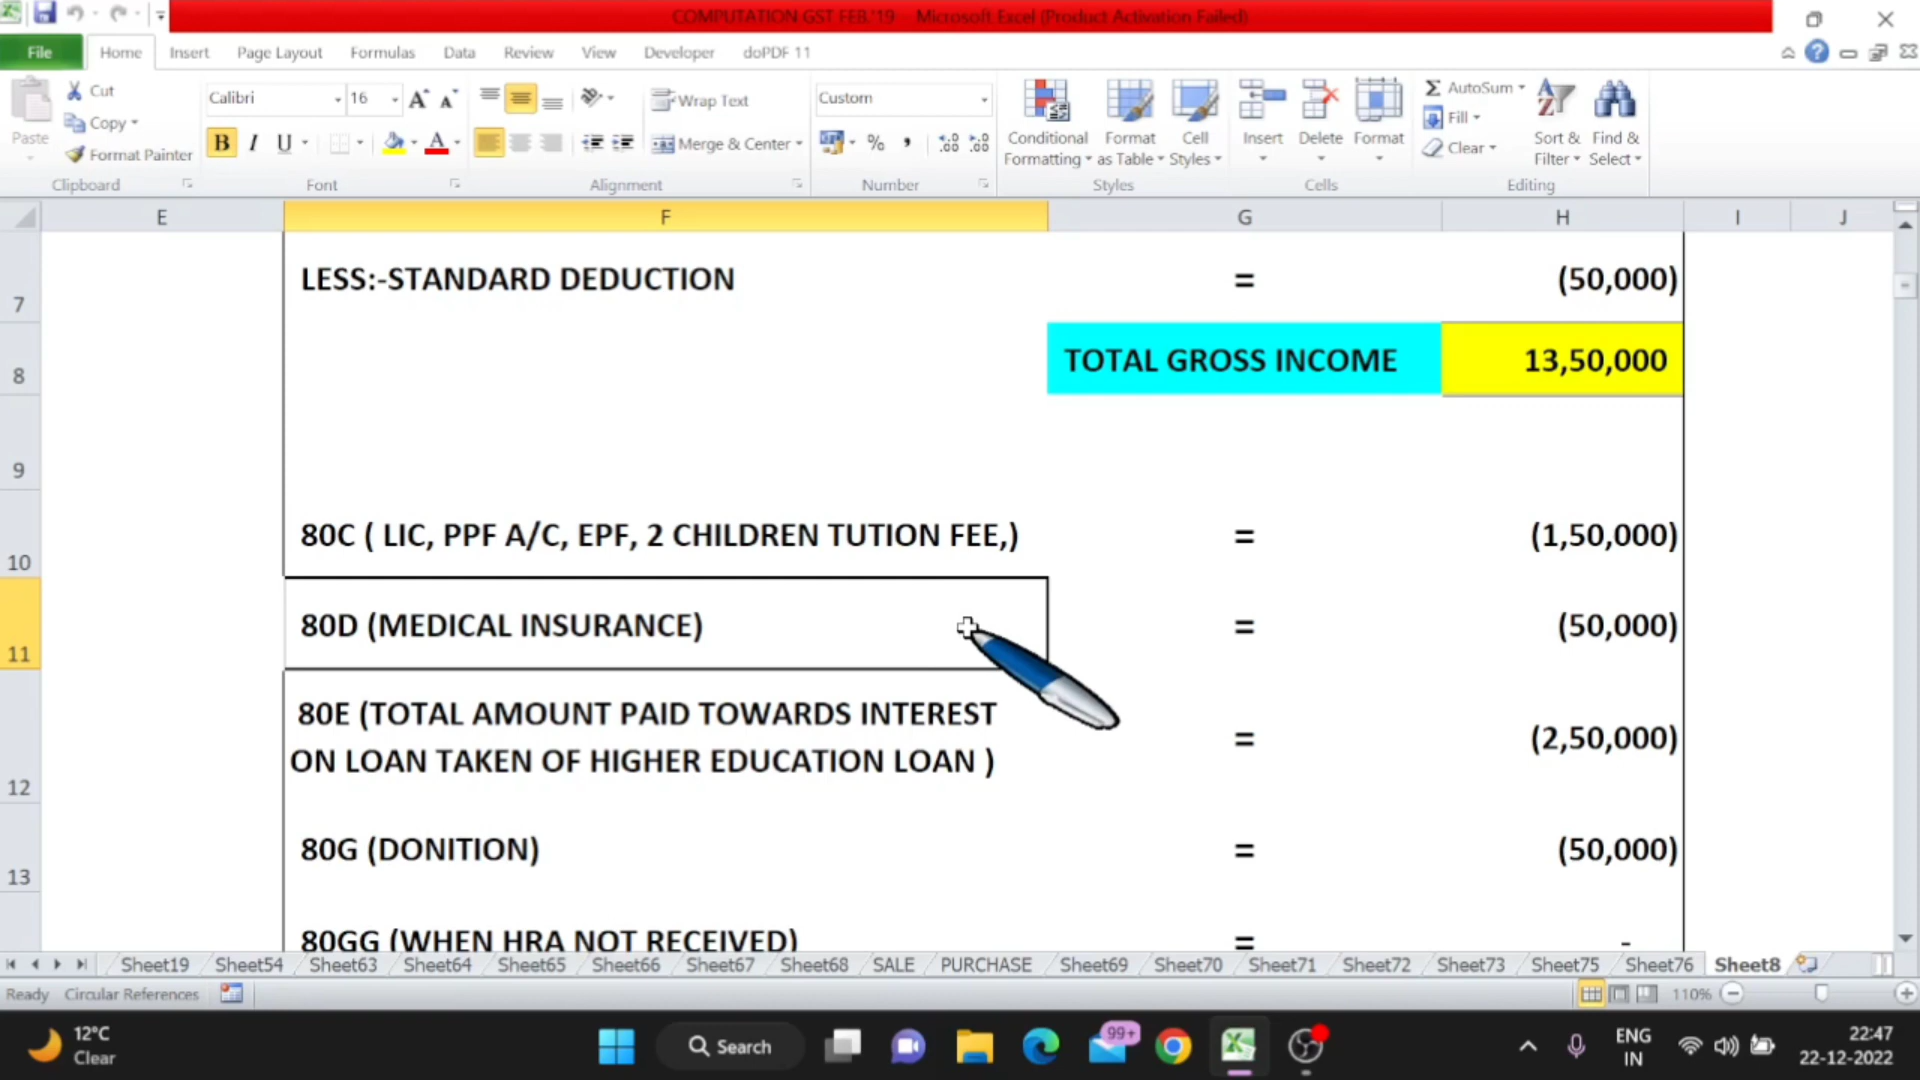 COMPUTATION GST FEB.'19 - Microsoft Excel (Product Activation Failed)
File Home Insert Page Layout Formulas Data Review View Developer doPDF 11
Paste
Cut
Copy
Format Painter
Clipboard
Calibri 16
B I U
Font
Wrap Text
Merge & Center
Alignment
Custom
%
Number
Conditional Formatting
Format as Table
Cell Styles
Styles
Insert
Delete
Format
Cells
Σ AutoSum
Fill
Clear
Sort & Filter
Find & Select
Editing
E F G H I J
7 LESS:-STANDARD DEDUCTION = (50,000)
8 TOTAL GROSS INCOME 13,50,000
9
10 80C ( LIC, PPF A/C, EPF, 2 CHILDREN TUTION FEE,) = (1,50,000)
11 80D (MEDICAL INSURANCE) = (50,000)
80E (TOTAL AMOUNT PAID TOWARDS INTEREST
12 ON LOAN TAKEN OF HIGHER EDUCATION LOAN ) = (2,50,000)
13 80G (DONITION) = (50,000)
80GG (WHEN HRA NOT RECEIVED) = -
Sheet19 Sheet54 Sheet63 Sheet64 Sheet65 Sheet66 Sheet67 Sheet68 SALE PURCHASE Sheet69 Sheet70 Sheet71 Sheet72 Sheet73 Sheet75 Sheet76 Sheet8
Ready Circular References 110%
12°C
Clear
Search
99+
ENG
IN
22:47
22-12-2022